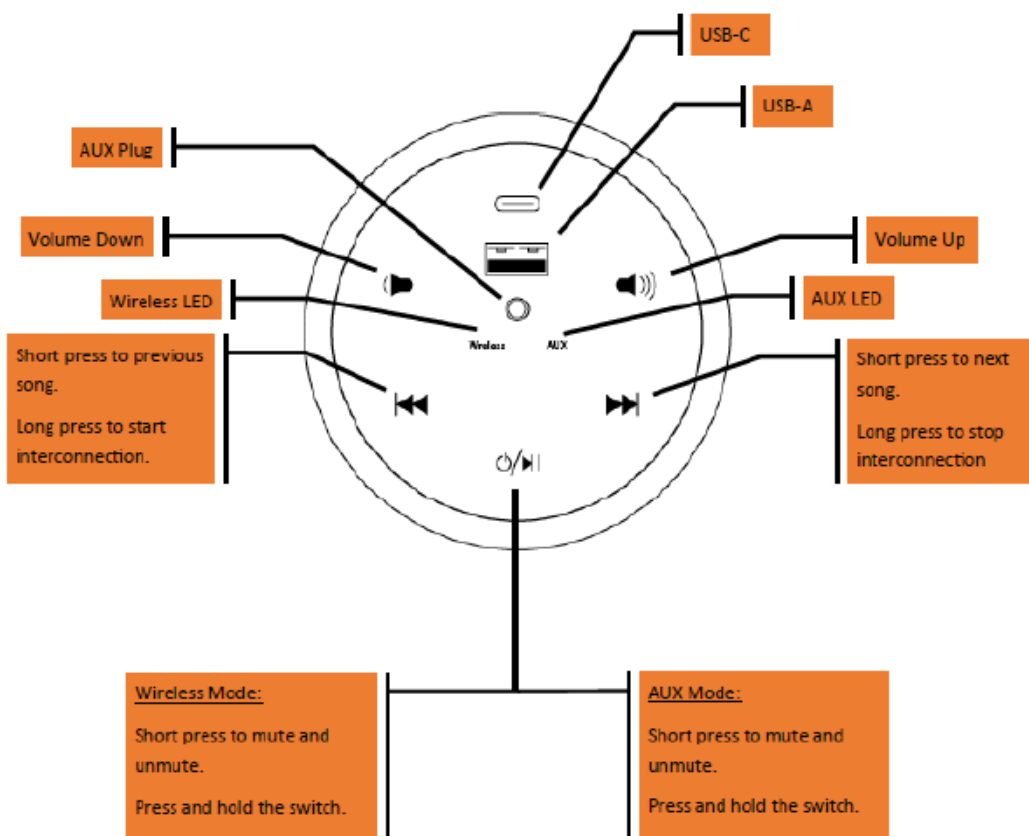 USB-C
USB-A
AUX Plug
Volume Down
Volume Up
Wireless LED
AUX LED
Wireless
AUX
Short press to previous
song.
Long press to start
interconnection.
Short press to next
song.
Long press to stop
interconnection
Wireless Mode:
Short press to mute and
unmute.
Press and hold the switch.
AUX Mode:
Short press to mute and
unmute.
Press and hold the switch.